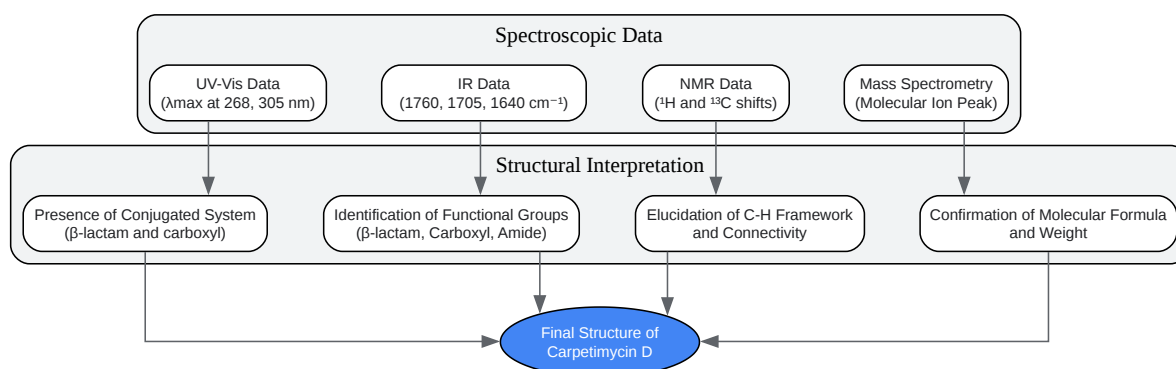 Spectroscopic Data
UV-Vis Data
(λmax at 268, 305 nm)
IR Data
(1760, 1705, 1640 cm⁻¹)
NMR Data
(¹H and ¹³C shifts)
Mass Spectrometry
(Molecular Ion Peak)
Structural Interpretation
Presence of Conjugated System
(β-lactam and carboxyl)
Identification of Functional Groups
(β-lactam, Carboxyl, Amide)
Elucidation of C-H Framework
and Connectivity
Confirmation of Molecular Formula
and Weight
Final Structure of
Carpetimycin D